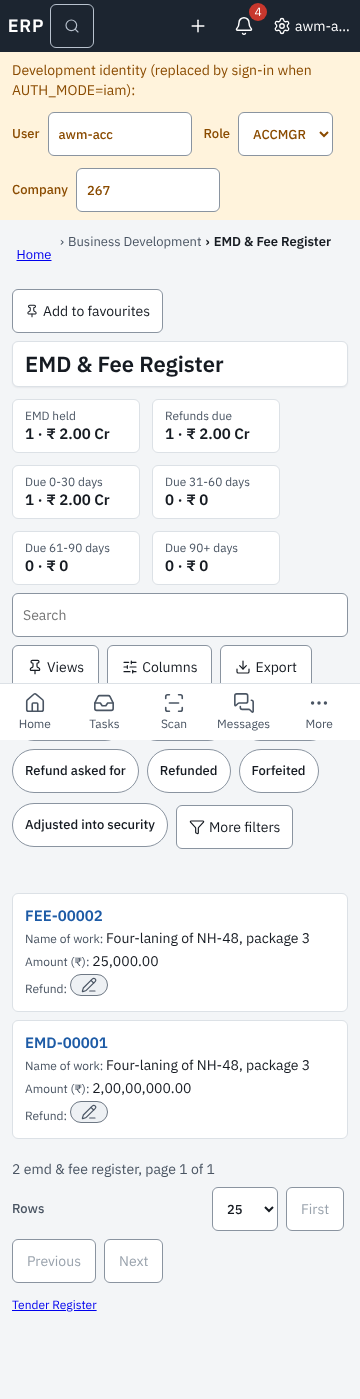 ERP
4
awm-a...
Development identity (replaced by sign-in when
AUTH_MODE=iam):
User awm-acc Role ACCMGR
Company 267
Home › Business Development › EMD & Fee Register
Add to favourites
EMD & Fee Register
EMD held
1 · ₹ 2.00 Cr
Refunds due
1 · ₹ 2.00 Cr
Due 0-30 days
1 · ₹ 2.00 Cr
Due 31-60 days
0 · ₹ 0
Due 61-90 days
0 · ₹ 0
Due 90+ days
0 · ₹ 0
Search
Views Columns Export
Home Tasks Scan Messages More
Refund asked for Refunded Forfeited
Adjusted into security More filters
FEE-00002
Name of work: Four-laning of NH-48, package 3
Amount (₹): 25,000.00
Refund:
EMD-00001
Name of work: Four-laning of NH-48, package 3
Amount (₹): 2,00,00,000.00
Refund:
2 emd & fee register, page 1 of 1
Rows 25 First
Previous Next
Tender Register